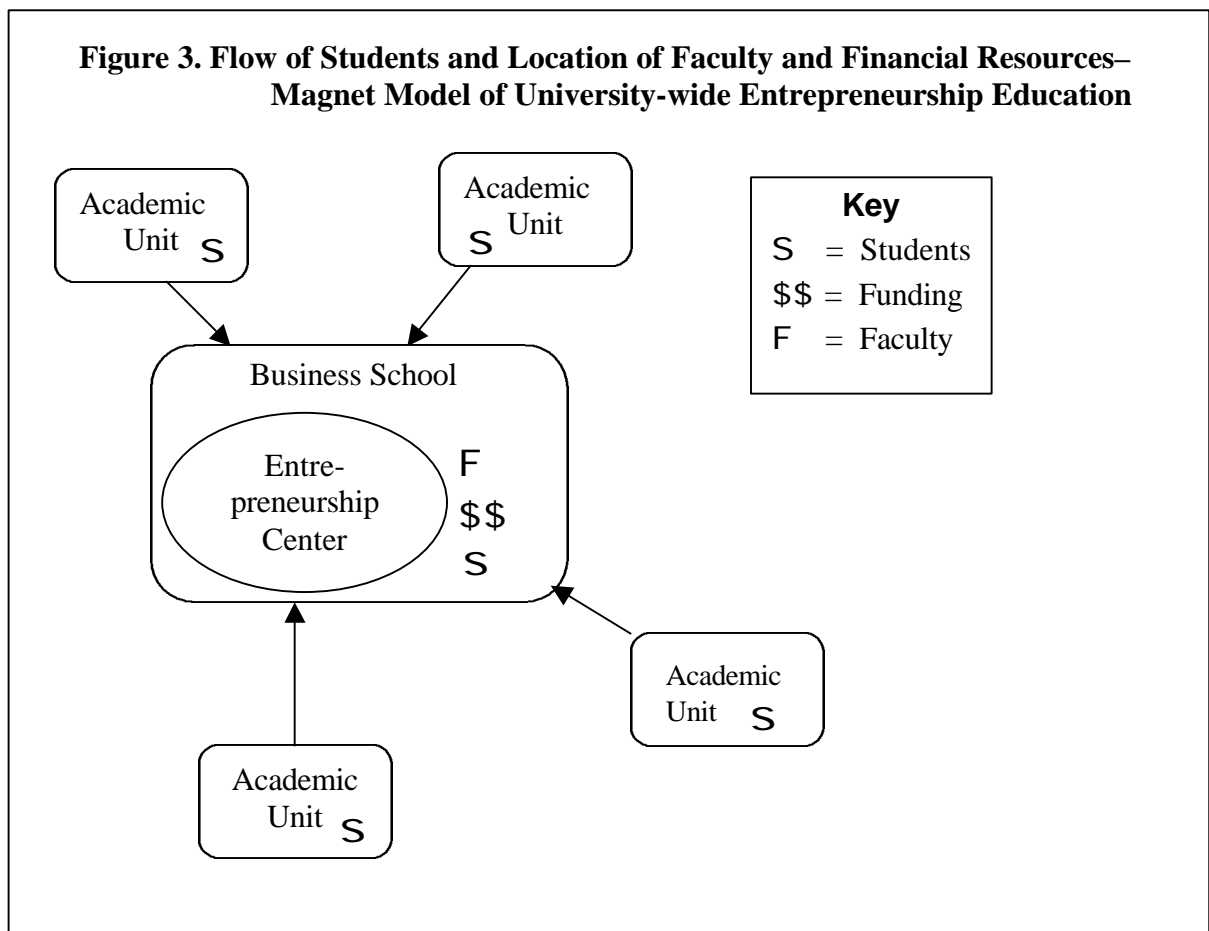 Figure 3. Flow of Students and Location of Faculty and Financial Resources–
Magnet Model of University-wide Entrepreneurship Education
Academic
Unit S
Academic
S Unit
Key
S = Students
$$ = Funding
F = Faculty
Business School
Entre-
preneurship
Center
F
$$
S
Academic
Unit S
Academic
Unit S